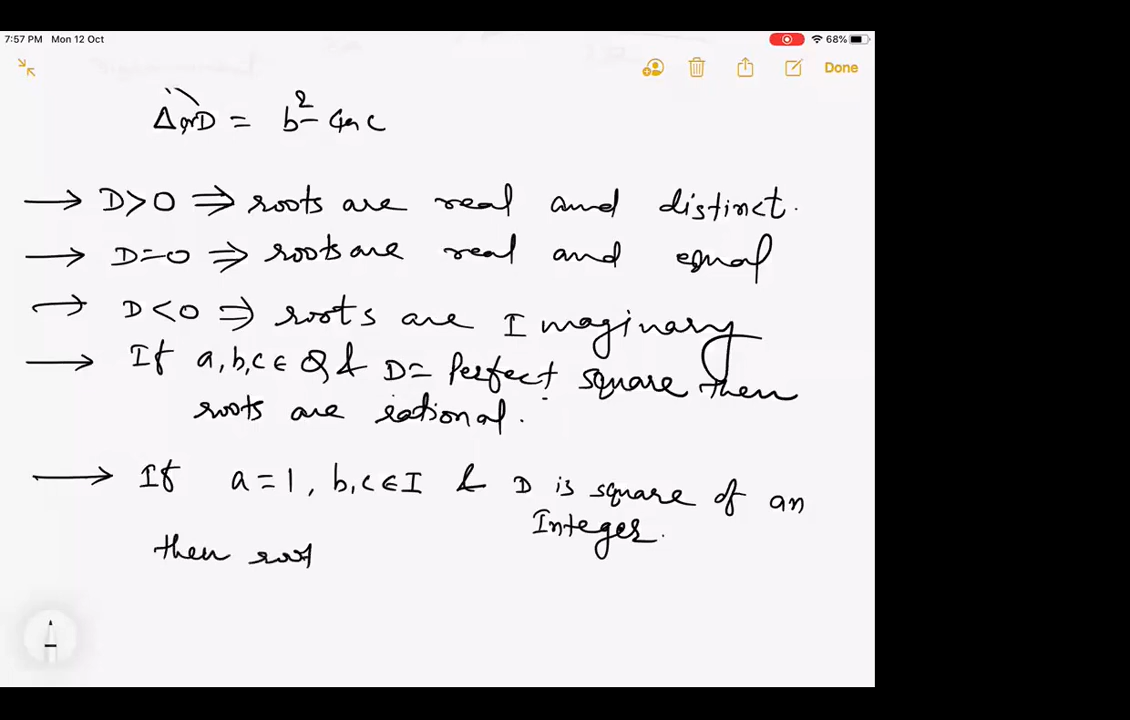 7:57 PM Mon 12 Oct
68%
Done
Δ or D = b² - 4ac
→ D>0 ⇒ roots are real and distinct.
→ D=0 ⇒ roots are real and equal
→ D<0 ⇒ roots are Imaginary
→ If a,b,c ∈ Q & D = Perfect square then
roots are rational.
→ If a=1, b,c ∈ I & D is square of an
Integer.
then root